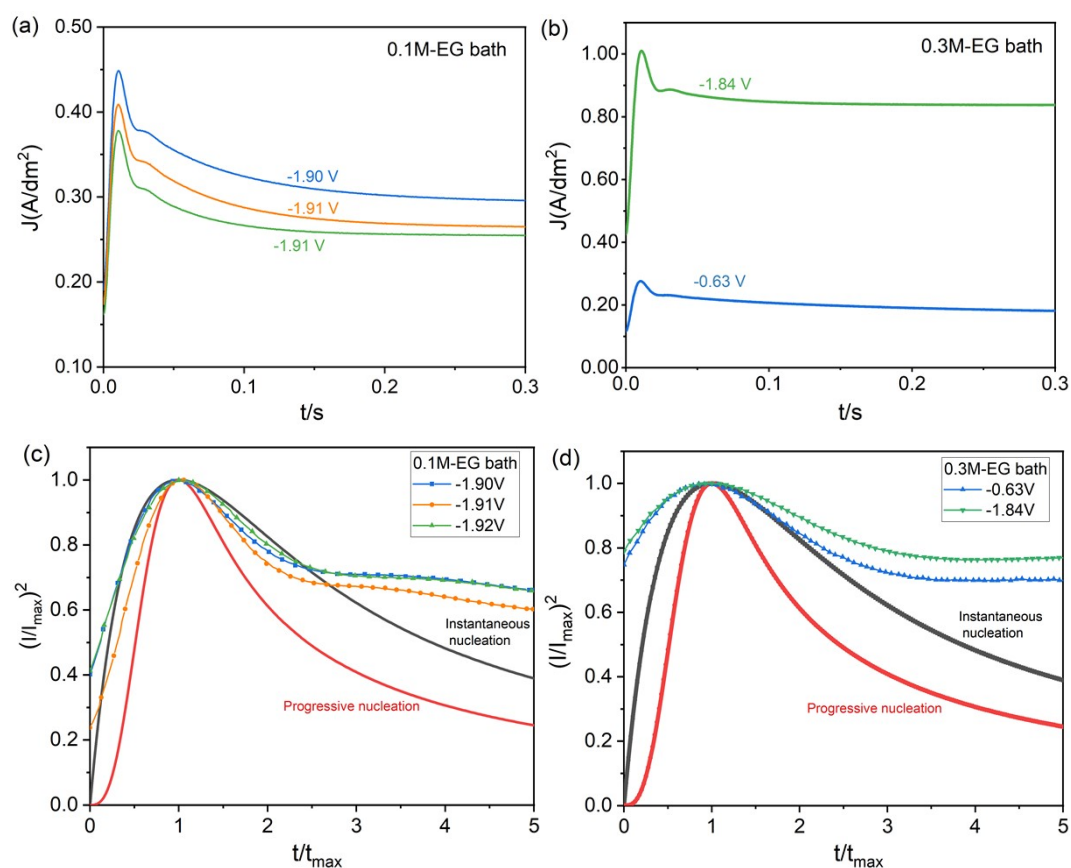 (a)
0.1M-EG bath
0.50
0.40
0.30
0.20
0.10
J(A/dm²)
-1.90 V
-1.91 V
-1.91 V
0.0
0.1
0.2
0.3
t/s
(b)
0.3M-EG bath
1.00
0.80
0.60
0.40
0.20
0.00
J(A/dm²)
-1.84 V
-0.63 V
0.0
0.1
0.2
0.3
t/s
(c)
0.1M-EG bath
-1.90V
-1.91V
-1.92V
1.0
0.8
0.6
0.4
0.2
0.0
(I/Imax)²
Instantaneous
nucleation
Progressive nucleation
0
1
2
3
4
5
t/tmax
(d)
0.3M-EG bath
-0.63V
-1.84V
1.0
0.8
0.6
0.4
0.2
0.0
(I/Imax)²
Instantaneous
nucleation
Progressive nucleation
0
1
2
3
4
5
t/tmax